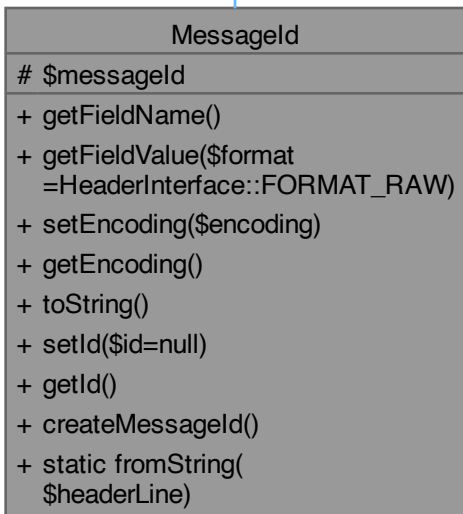 MessageId
# $messageId
+ getFieldName()
+ getFieldValue($format
=HeaderInterface::FORMAT_RAW)
+ setEncoding($encoding)
+ getEncoding()
+ toString()
+ setId($id=null)
+ getId()
+ createMessageId()
+ static fromString(
$headerLine)